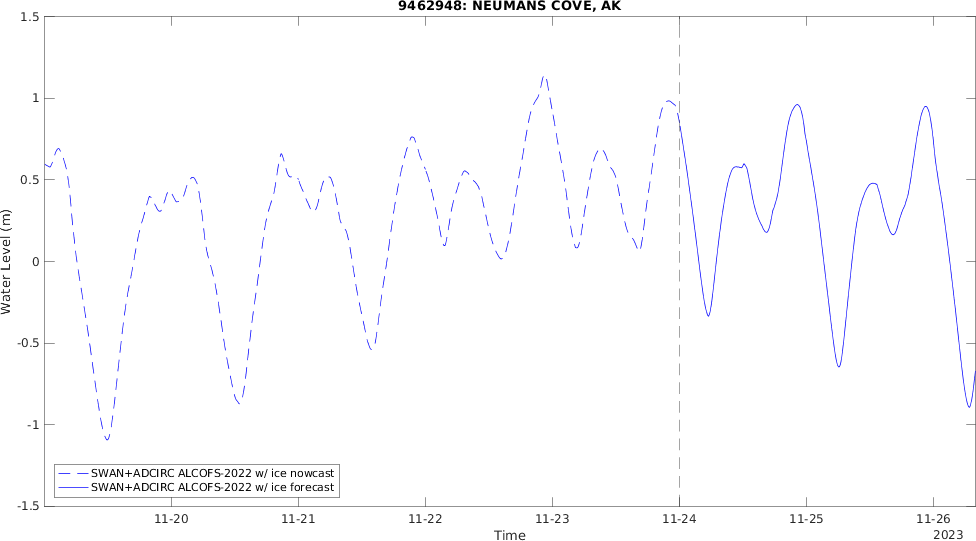 9462948: NEUMANS COVE, AK
1.5
1
0.5
0
-0.5
-1
-1.5
Water Level (m)
SWAN+ADCIRC ALCOFS-2022 w/ ice nowcast
SWAN+ADCIRC ALCOFS-2022 w/ ice forecast
11-20 11-21 11-22 11-23 11-24 11-25 11-26
Time
2023